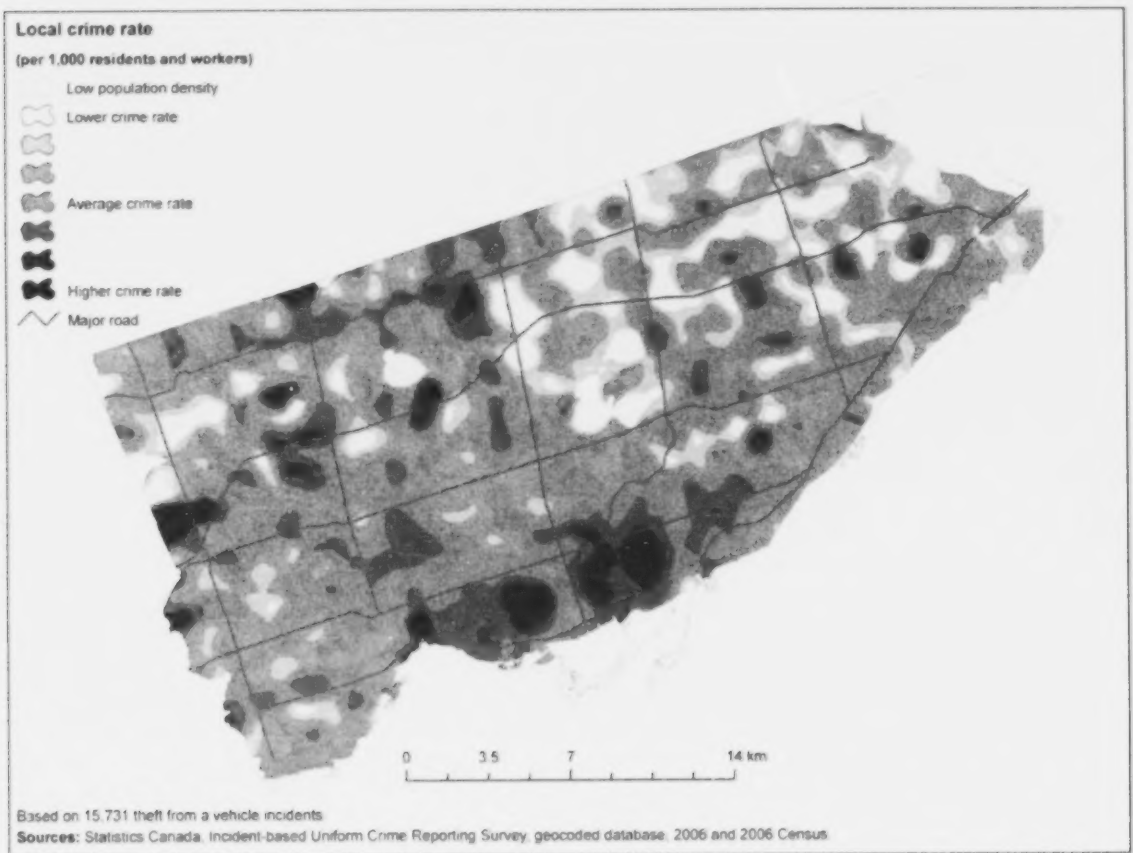 Local crime rate
(per 1,000 residents and workers)
Low population density
Lower crime rate
Average crime rate
Higher crime rate
Major road
0 3.5 7 14 km
Based on 15,731 theft from a vehicle incidents
Sources: Statistics Canada, Incident-based Uniform Crime Reporting Survey, geocoded database, 2006 and 2006 Census.